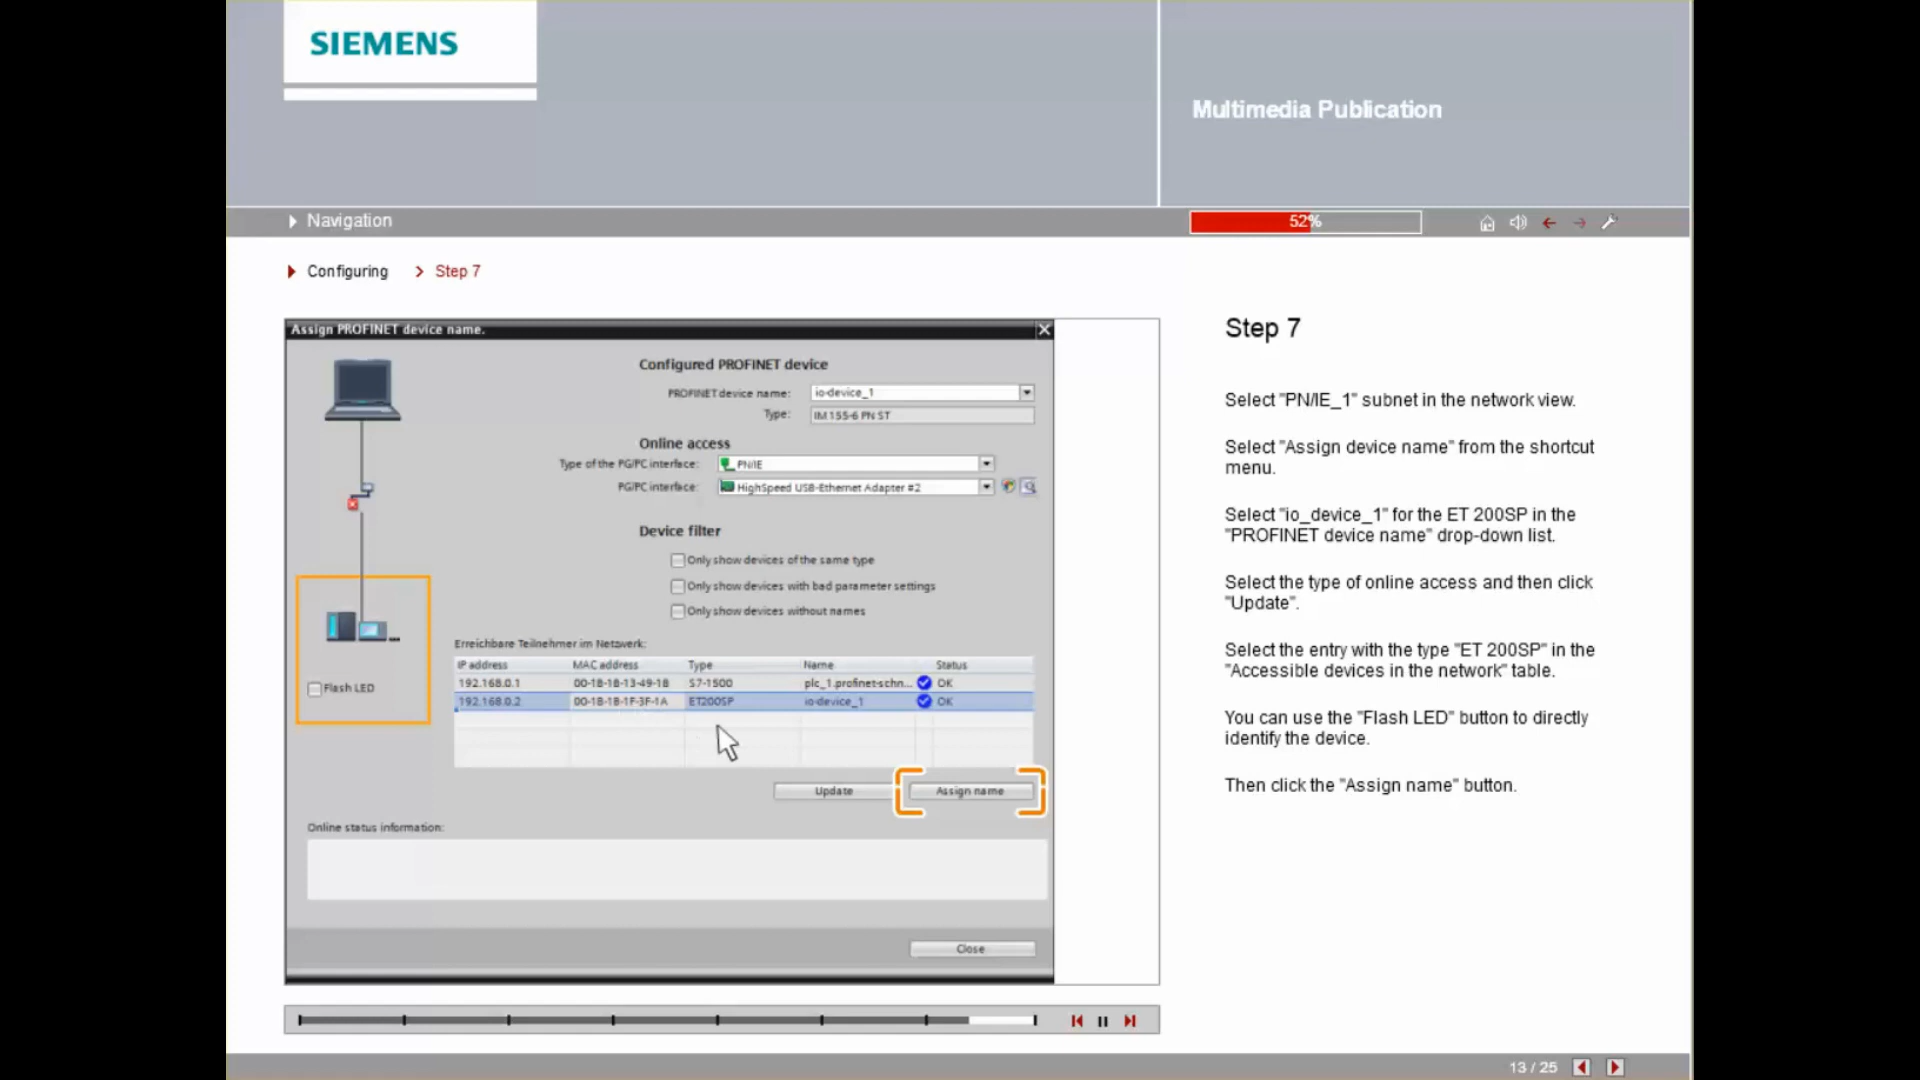 SIEMENS
Multimedia Publication
Navigation
52%
Configuring
Step 7
Assign PROFINET device name.
Configured PROFINET device
PROFINET device name: io-device_1
Type: IM 155-6 PN ST
Online access
Type of the PG/PC interface: PN/IE
PG/PC interface: HighSpeed USB-Ethernet Adapter #2
Device filter
Only show devices of the same type
Only show devices with bad parameter settings
Only show devices without names
Flash LED
Erreichbare Teilnehmer im Netzwerk:
IP address MAC address Type Name Status
192.168.0.1 00-1B-1B-13-49-18 S7-1500 plc_1.profinet-schn... OK
192.168.0.2 00-1B-1B-1F-3F-1A ET200SP io-device_1 OK
Update
Assign name
Online status information:
Close
Step 7
Select "PN/IE_1" subnet in the network view.
Select "Assign device name" from the shortcut
menu.
Select "io_device_1" for the ET 200SP in the
"PROFINET device name" drop-down list.
Select the type of online access and then click
"Update".
Select the entry with the type "ET 200SP" in the
"Accessible devices in the network" table.
You can use the "Flash LED" button to directly
identify the device.
Then click the "Assign name" button.
13 / 25